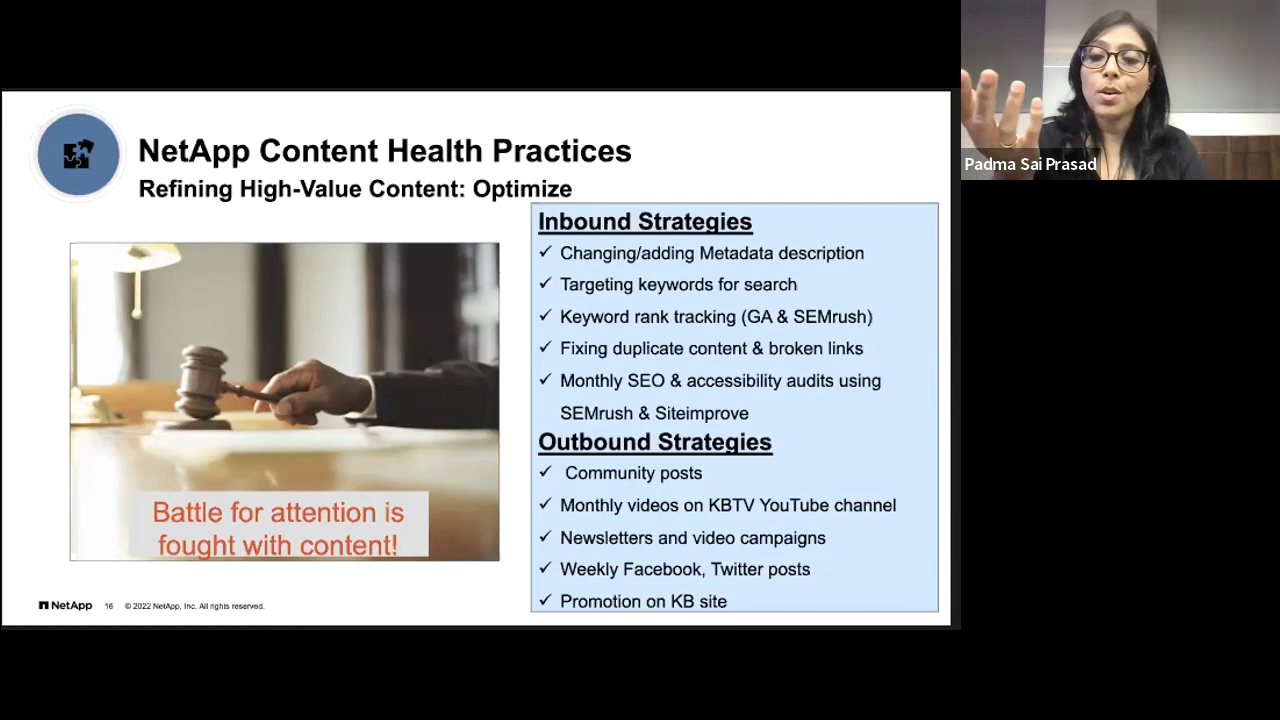 NetApp Content Health Practices
Refining High-Value Content: Optimize
Battle for attention is
fought with content!
Inbound Strategies
✓ Changing/adding Metadata description
✓ Targeting keywords for search
✓ Keyword rank tracking (GA & SEMrush)
✓ Fixing duplicate content & broken links
✓ Monthly SEO & accessibility audits using
SEMrush & Siteimprove
Outbound Strategies
✓ Community posts
✓ Monthly videos on KBTV YouTube channel
✓ Newsletters and video campaigns
✓ Weekly Facebook, Twitter posts
✓ Promotion on KB site
NetApp 16 © 2022 NetApp, Inc. All rights reserved.
Padma Sai Prasad